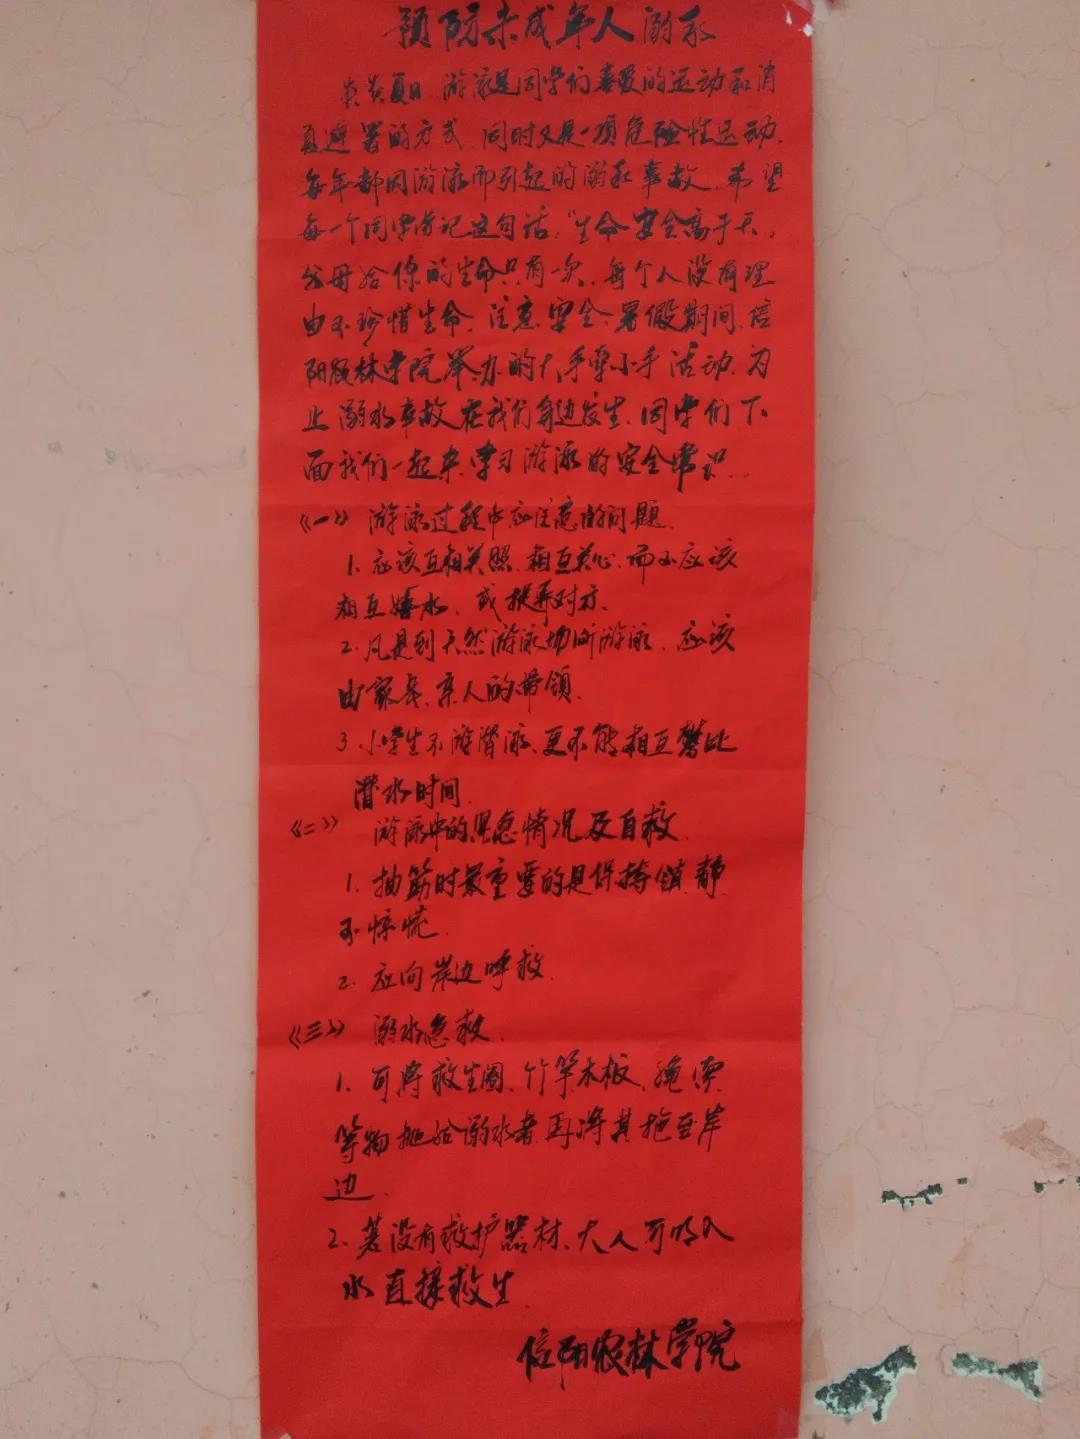 预防未成年人溺水
炎炎夏日,游泳是同学们喜爱的运动和消
夏避暑的方式 同时又是一项危险性运动,
每年都因游泳而引起的溺水事故,希望
每一个同学牢记这句话,"生命安全高于天,
父母给你的生命只有一次,每个人没有理
由不珍惜生命,注意安全,暑假期间,信
阳农林学院举办的大手牵小手活动,为
止溺水事故在我们身边发生,同学们下
面我们一起来学习游泳的安全常识...
《一》 游泳过程中应注意的问题.
1. 应该互相关照,相互关心,而不应该
相互嬉水,或捉弄对方.
2. 凡是到天然游泳场所游泳,应该
由家长,亲人的带领.
3 小学生不游潜泳,更不能相互攀比
潜水时间.
《二》 游泳中的紧急情况及自救.
1. 抽筋时最重要的是保持镇静
不惊慌.
2. 应向岸边呼救.
《三》 溺水急救.
1. 可将救生圈、竹竿木板,绳索
等物抛给溺水者再将其拖至岸
边.
2. 若没有救护器材、大人可入
水直接救生.
信阳农林学院